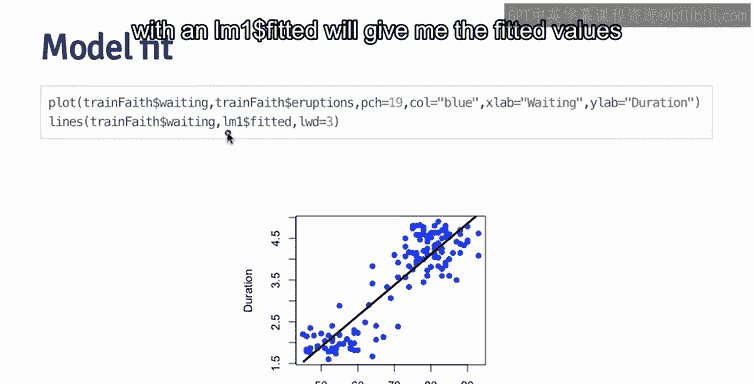 with an lm1$fitted will give me the fitted values
Model fit
plot(trainFaith$waiting,trainFaith$eruptions,pch=19,col="blue",xlab="Waiting",ylab="Duration")
lines(trainFaith$waiting,lm1$fitted,lwd=3)
Duration
4.5
3.5
2.5
1.5
50 60 70 80 90